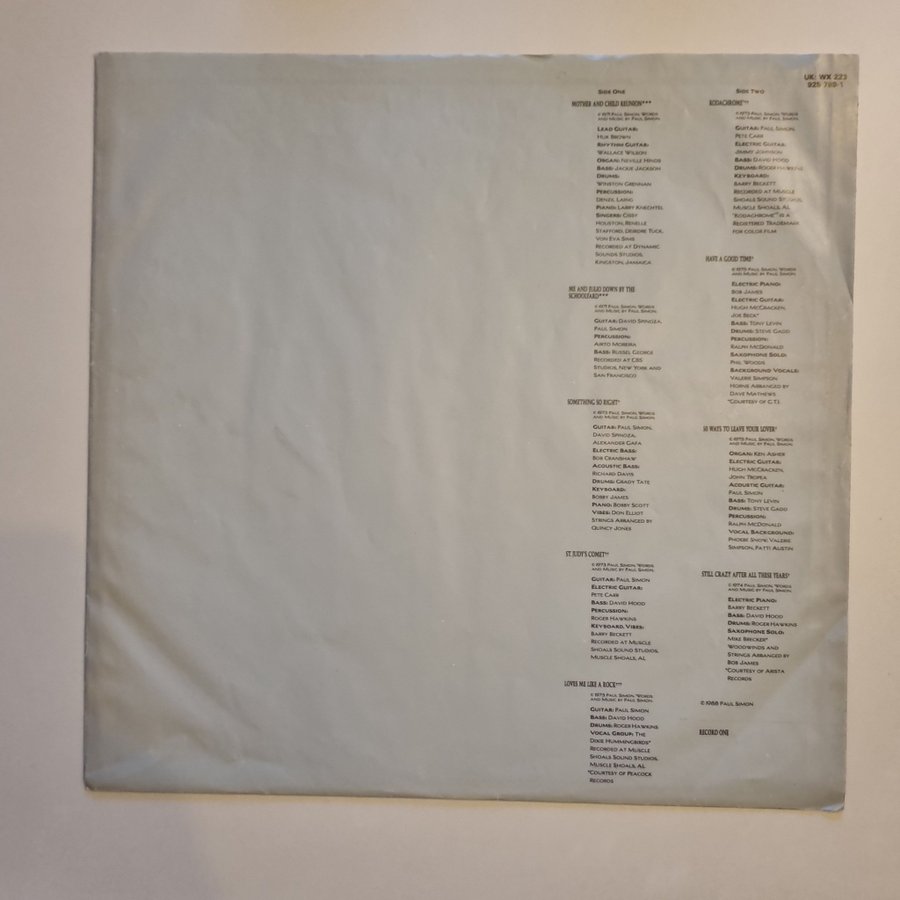 UK: WX 223
925 789-1
SIDE ONE
MOTHER AND CHILD REUNION***
© 1971 PAUL SIMON. WORDS
AND MUSIC BY PAUL SIMON.
LEAD GUITAR:
HUX BROWN
RHYTHM GUITAR:
WALLACE WILSON
ORGAN: NEVILLE HINDS
BASS: JACKIE JACKSON
DRUMS:
WINSTON GRENNAN
PERCUSSION:
DENZIL LAING
PIANO: LARRY KNECHTEL
SINGERS: CISSY
HOUSTON, RENELLE
STAFFORD, DEIRDRE TUCK,
VON EVA SIMS
RECORDED AT DYNAMIC
SOUNDS STUDIOS,
KINGSTON, JAMAICA
ME AND JULIO DOWN BY THE
SCHOOLYARD***
© 1971 PAUL SIMON. WORDS
AND MUSIC BY PAUL SIMON.
GUITAR: DAVID SPINOZA,
PAUL SIMON
PERCUSSION:
AIRTO MOREIRA
BASS: RUSSEL GEORGE
RECORDED AT CBS
STUDIOS, NEW YORK AND
SAN FRANCISCO
SOMETHING SO RIGHT*
© 1973 PAUL SIMON. WORDS
AND MUSIC BY PAUL SIMON.
GUITAR: PAUL SIMON,
DAVID SPINOZA,
ALEXANDER GAFA
ELECTRIC BASS:
BOB CRANSHAW
ACOUSTIC BASS:
RICHARD DAVIS
DRUMS: GRADY TATE
KEYBOARD:
BOBBY JAMES
PIANO: BOBBY SCOTT
VIBES: DON ELLIOT
STRINGS ARRANGED BY
QUINCY JONES
ST. JUDY'S COMET**
© 1973 PAUL SIMON. WORDS
AND MUSIC BY PAUL SIMON.
GUITAR: PAUL SIMON
ELECTRIC GUITAR:
PETE CARR
BASS: DAVID HOOD
PERCUSSION:
ROGER HAWKINS
KEYBOARD, VIBES:
BARRY BECKETT
RECORDED AT MUSCLE
SHOALS SOUND STUDIOS,
MUSCLE SHOALS, AL
LOVES ME LIKE A ROCK***
© 1973 PAUL SIMON. WORDS
AND MUSIC BY PAUL SIMON.
GUITAR: PAUL SIMON
BASS: DAVID HOOD
DRUMS: ROGER HAWKINS
VOCAL GROUP: THE
DIXIE HUMMINGBIRDS*
RECORDED AT MUSCLE
SHOALS SOUND STUDIOS,
MUSCLE SHOALS, AL
*COURTESY OF PEACOCK
RECORDS
SIDE TWO
KODACHROME***
© 1973 PAUL SIMON. WORDS
AND MUSIC BY PAUL SIMON.
GUITAR: PAUL SIMON,
PETE CARR
ELECTRIC GUITAR:
JIMMY JOHNSON
BASS: DAVID HOOD
DRUMS: ROGER HAWKINS
KEYBOARD:
BARRY BECKETT
RECORDED AT MUSCLE
SHOALS SOUND STUDIOS,
MUSCLE SHOALS, AL
"KODACHROME" IS A
REGISTERED TRADEMARK
FOR COLOR FILM
HAVE A GOOD TIME*
© 1975 PAUL SIMON. WORDS
AND MUSIC BY PAUL SIMON.
ELECTRIC PIANO:
BOB JAMES
ELECTRIC GUITAR:
HUGH MCCRACKEN,
JOE BECK*
BASS: TONY LEVIN
DRUMS: STEVE GADD
PERCUSSION:
RALPH MCDONALD
SAXOPHONE SOLO:
PHIL WOODS
BACKGROUND VOCALS:
VALERIE SIMPSON
HORNS ARRANGED BY
DAVE MATHEWS
*COURTESY OF C.T.I.
50 WAYS TO LEAVE YOUR LOVER*
© 1975 PAUL SIMON. WORDS
AND MUSIC BY PAUL SIMON.
ORGAN: KEN ASHER
ELECTRIC GUITAR:
HUGH MCCRACKEN,
JOHN TROPEA
ACOUSTIC GUITAR:
PAUL SIMON
BASS: TONY LEVIN
DRUMS: STEVE GADD
PERCUSSION:
RALPH MCDONALD
VOCAL BACKGROUND:
PHOEBE SNOW, VALERIE
SIMPSON, PATTI AUSTIN
STILL CRAZY AFTER ALL THESE YEARS*
© 1974 PAUL SIMON. WORDS
AND MUSIC BY PAUL SIMON.
ELECTRIC PIANO:
BARRY BECKETT
BASS: DAVID HOOD
DRUMS: ROGER HAWKINS
SAXOPHONE SOLO:
MIKE BRECKER*
WOODWINDS AND
STRINGS ARRANGED BY
BOB JAMES
*COURTESY OF ARISTA
RECORDS
© 1988 PAUL SIMON
RECORD ONE